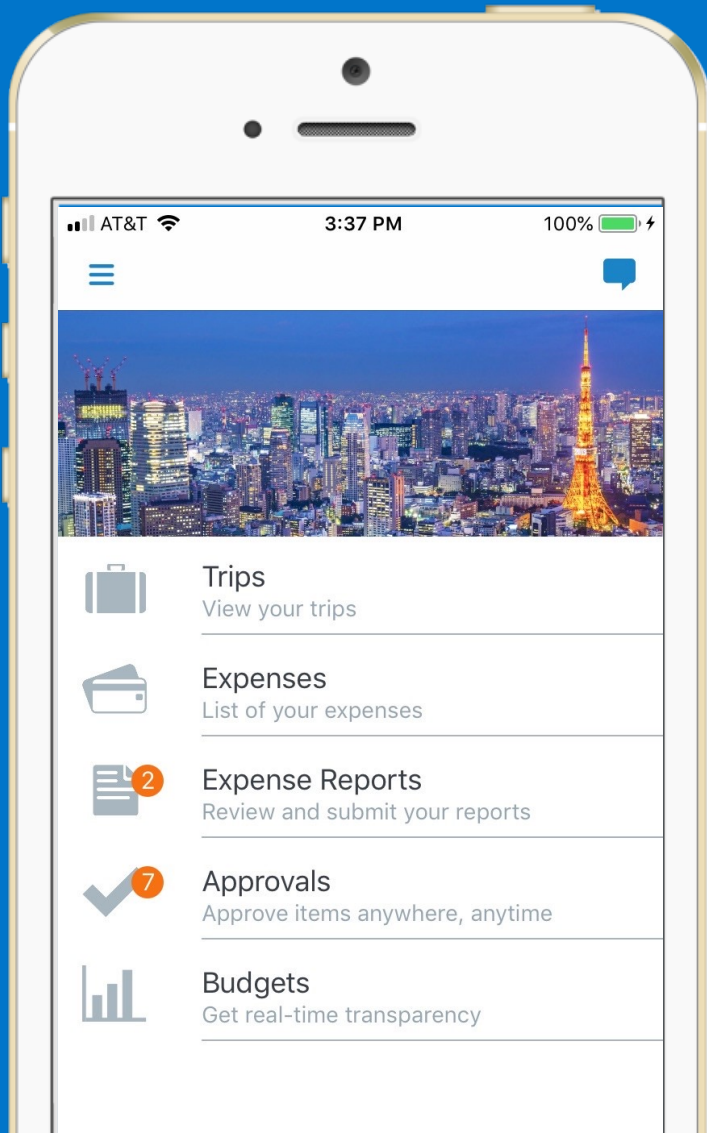 AT&T 3:37 PM 100%
Trips
View your trips
Expenses
List of your expenses
2
Expense Reports
Review and submit your reports
7
Approvals
Approve items anywhere, anytime
Budgets
Get real-time transparency